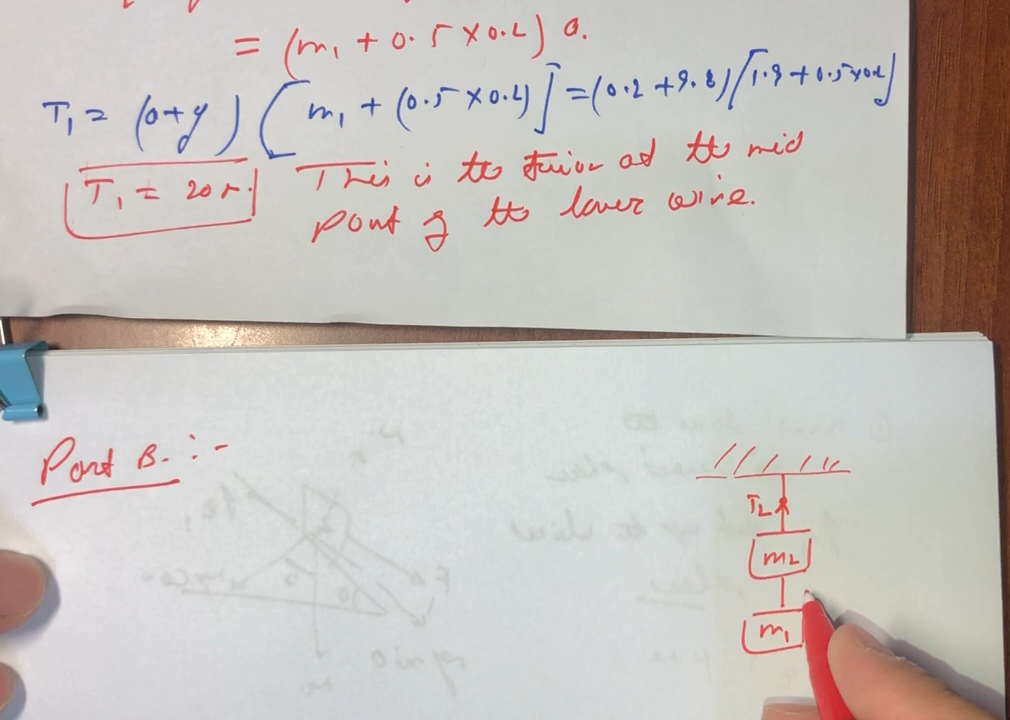 = (m₁ + 0.5 × 0.2) a.
T₁ = (a+g) [m₁ + (0.5 × 0.2)] = (0.2 + 9.8) [1.9 + 0.5 × 0.2]
T₁ = 20 N. This is the tension at the mid
point of the lower wire.
Part B. :-
T₂
m₂
m₁